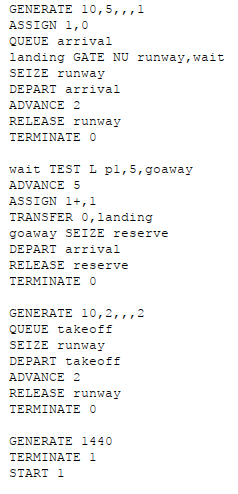 GENERATE 10,5,,,1
ASSIGN 1,0
QUEUE arrival
landing GATE NU runway,wait
SEIZE runway
DEPART arrival
ADVANCE 2
RELEASE runway
TERMINATE 0
wait TEST L p1,5,goaway
ADVANCE 5
ASSIGN 1+,1
TRANSFER 0,landing
goaway SEIZE reserve
DEPART arrival
RELEASE reserve
TERMINATE 0
GENERATE 10,2,,,2
QUEUE takeoff
SEIZE runway
DEPART takeoff
ADVANCE 2
RELEASE runway
TERMINATE 0
GENERATE 1440
TERMINATE 1
START 1